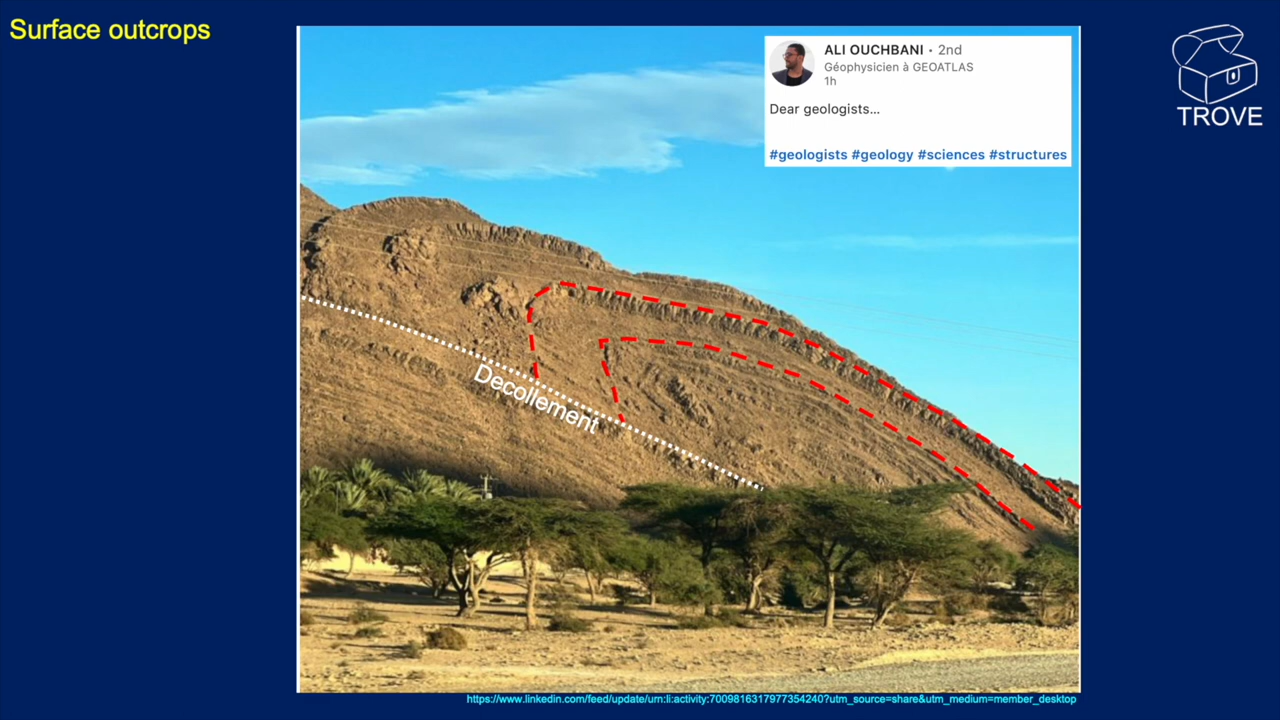 Surface outcrops
ALI OUCHBANI • 2nd
Géophysicien à GEOATLAS
1h
Dear geologists...
#geologists #geology #sciences #structures
TROVE
Decollement
https://www.linkedin.com/feed/update/urn:li:activity:7009816317977354240?utm_source=share&utm_medium=member_desktop